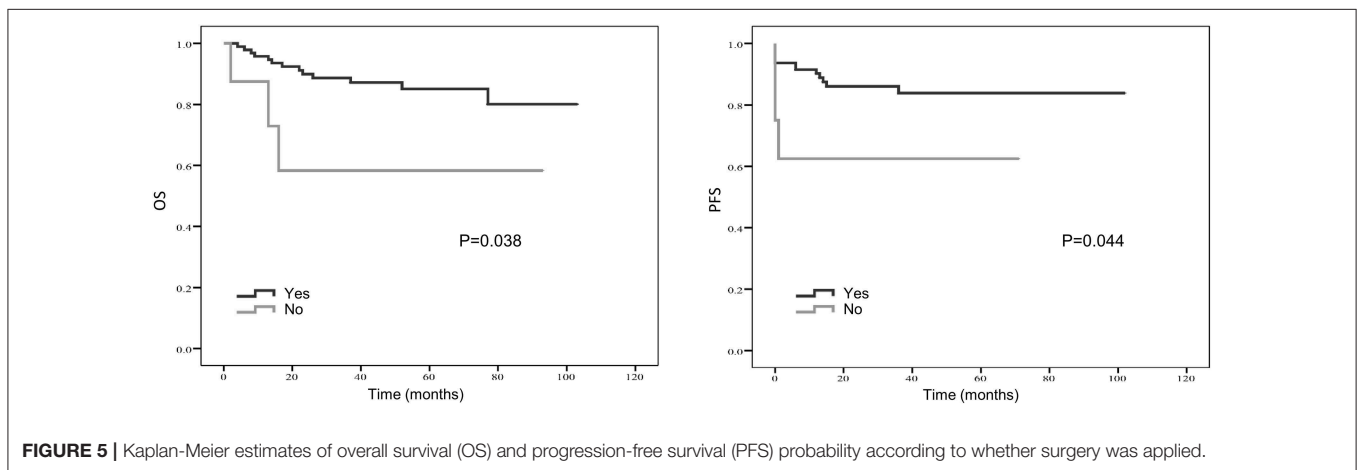 1.0
0.8
0.6
0.4
0.2
0.0
OS
P=0.038
Yes
No
0 20 40 60 80 100 120
Time (months)
1.0
0.8
0.6
0.4
0.2
0.0
PFS
P=0.044
Yes
No
0 20 40 60 80 100 120
Time (months)
FIGURE 5 | Kaplan-Meier estimates of overall survival (OS) and progression-free survival (PFS) probability according to whether surgery was applied.